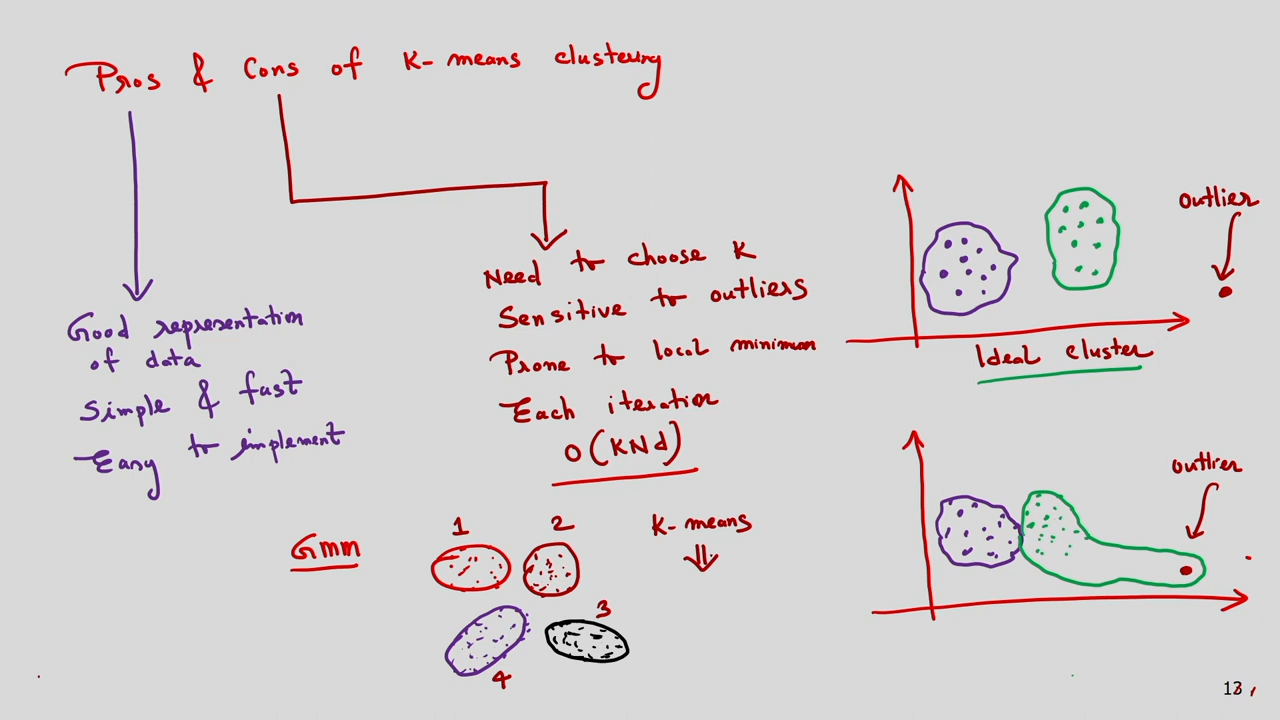 Pros & Cons of K-means clustering
Good representation
of data
Simple & fast
Easy to implement
Need to choose K
Sensitive to outliers
Prone to local minimum
Each iteration
O(KNd)
outlier
Ideal cluster
outlier
GMM
1
2
3
4
K-means
13